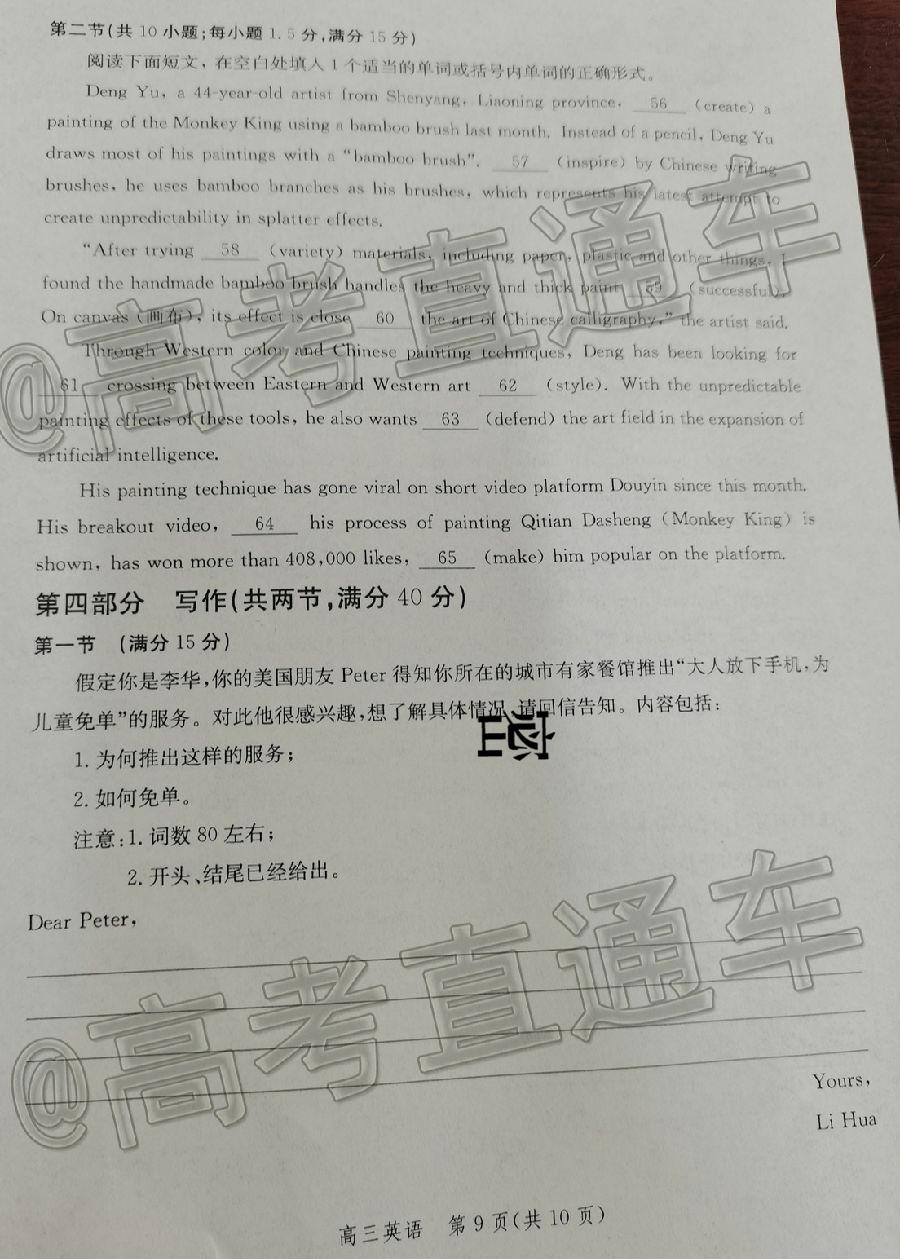 第二节(共 10 小题;每小题 1.5 分,满分 15 分)
阅读下面短文，在空白处填入 1 个适当的单词或括号内单词的正确形式。
Deng Yu, a 44-year-old artist from Shenyang, Liaoning province, 56 (create) a
painting of the Monkey King using a bamboo brush last month. Instead of a pencil, Deng Yu
draws most of his paintings with a “bamboo brush”. 57 (inspire) by Chinese writing
brushes, he uses bamboo branches as his brushes, which represents his latest attempt to
create unpredictability in splatter effects.
“After trying 58 (variety) materials, including paper, plastic and other things, I
found the handmade bamboo brush handles the heavy and thick paint 59 (successful).
On canvas (画布), its effect is close 60 the art of Chinese calligraphy,” the artist said.
Through Western color and Chinese painting techniques, Deng has been looking for
61 crossing between Eastern and Western art 62 (style). With the unpredictable
painting effects of these tools, he also wants 63 (defend) the art field in the expansion of
artificial intelligence.
His painting technique has gone viral on short video platform Douyin since this month.
His breakout video, 64 his process of painting Qitian Dasheng (Monkey King) is
shown, has won more than 408,000 likes, 65 (make) him popular on the platform.
第四部分 写作(共两节,满分 40 分)
第一节 (满分 15 分)
假定你是李华,你的美国朋友 Peter 得知你所在的城市有家餐馆推出“大人放下手机,为
儿童免单”的服务。对此他很感兴趣,想了解具体情况,请回信告知。内容包括:
1. 为何推出这样的服务;
2. 如何免单。
注意:1. 词数 80 左右;
2. 开头、结尾已经给出。
Dear Peter,
Yours,
Li Hua
高三英语 第 9 页(共 10 页)
@高考直通车
@高考直通车